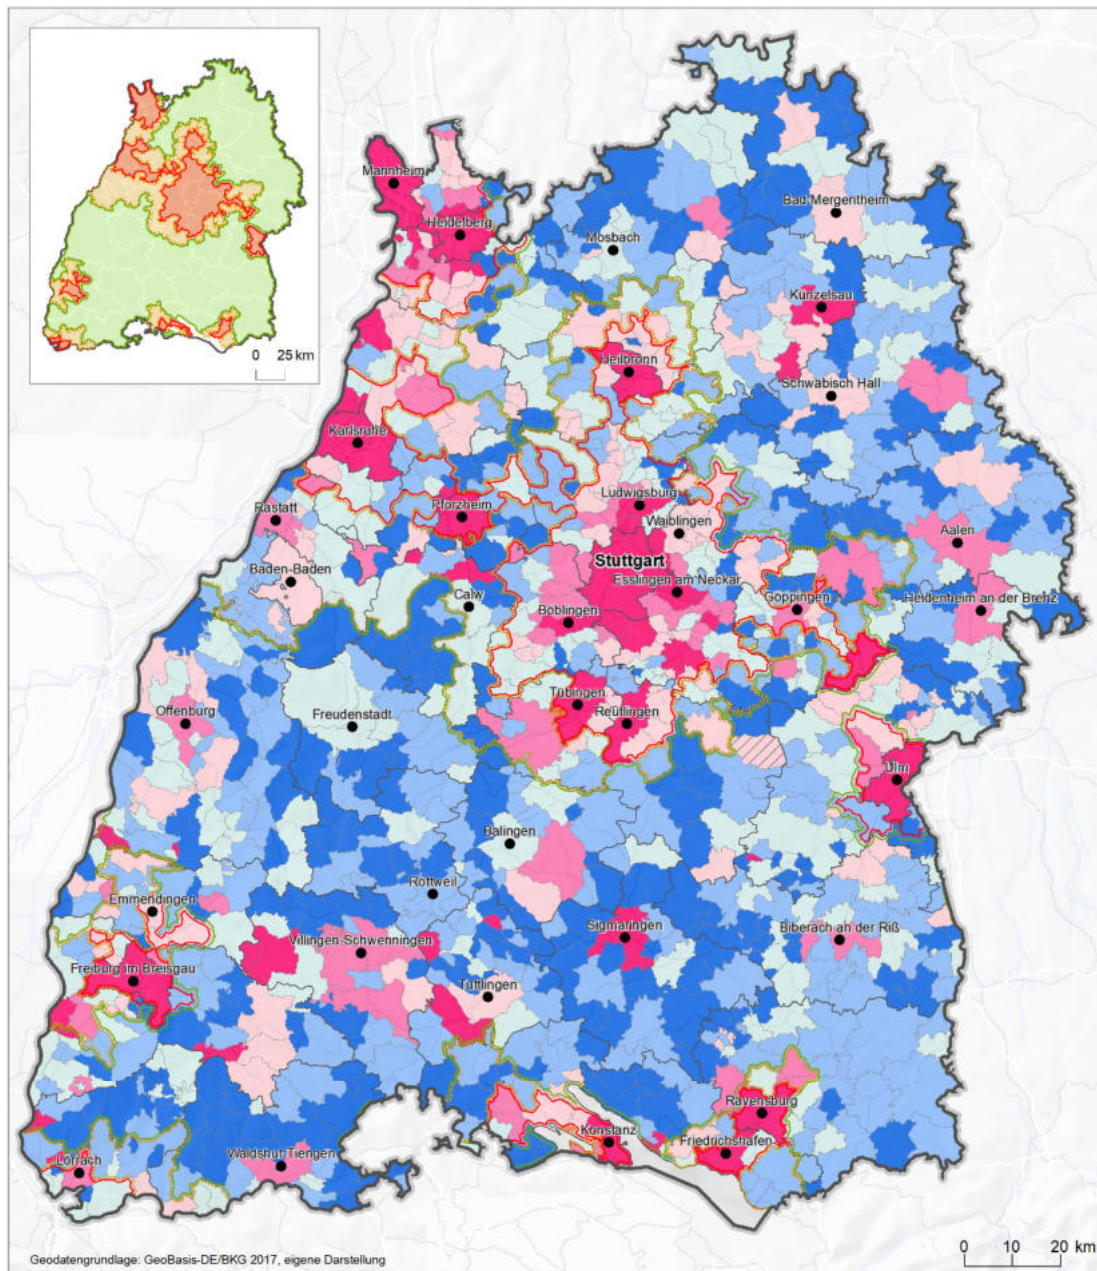 0 25 km
Mannheim
Heidelberg
Mosbach
Bad Mergentheim
Künzelsau
Heilbronn
Schwäbisch Hall
Karlsruhe
Pforzheim
Ludwigsburg
Waiblingen
Rastatt
Aalen
Stuttgart
Baden-Baden
Esslingen am Neckar
Calw
Böblingen
Göppingen
Heidenheim an der Brenz
Tübingen
Reutlingen
Offenburg
Freudenstadt
Ulm
Balingen
Rottweil
Emmendingen
Villingen-Schwenningen
Sigmaringen
Biberach an der Riß
Freiburg im Breisgau
Tuttlingen
Ravensburg
Konstanz
Friedrichshafen
Lörrach
Waldshut-Tiengen
Geodatengrundlage: GeoBasis-DE/BKG 2017, eigene Darstellung
0 10 20 km